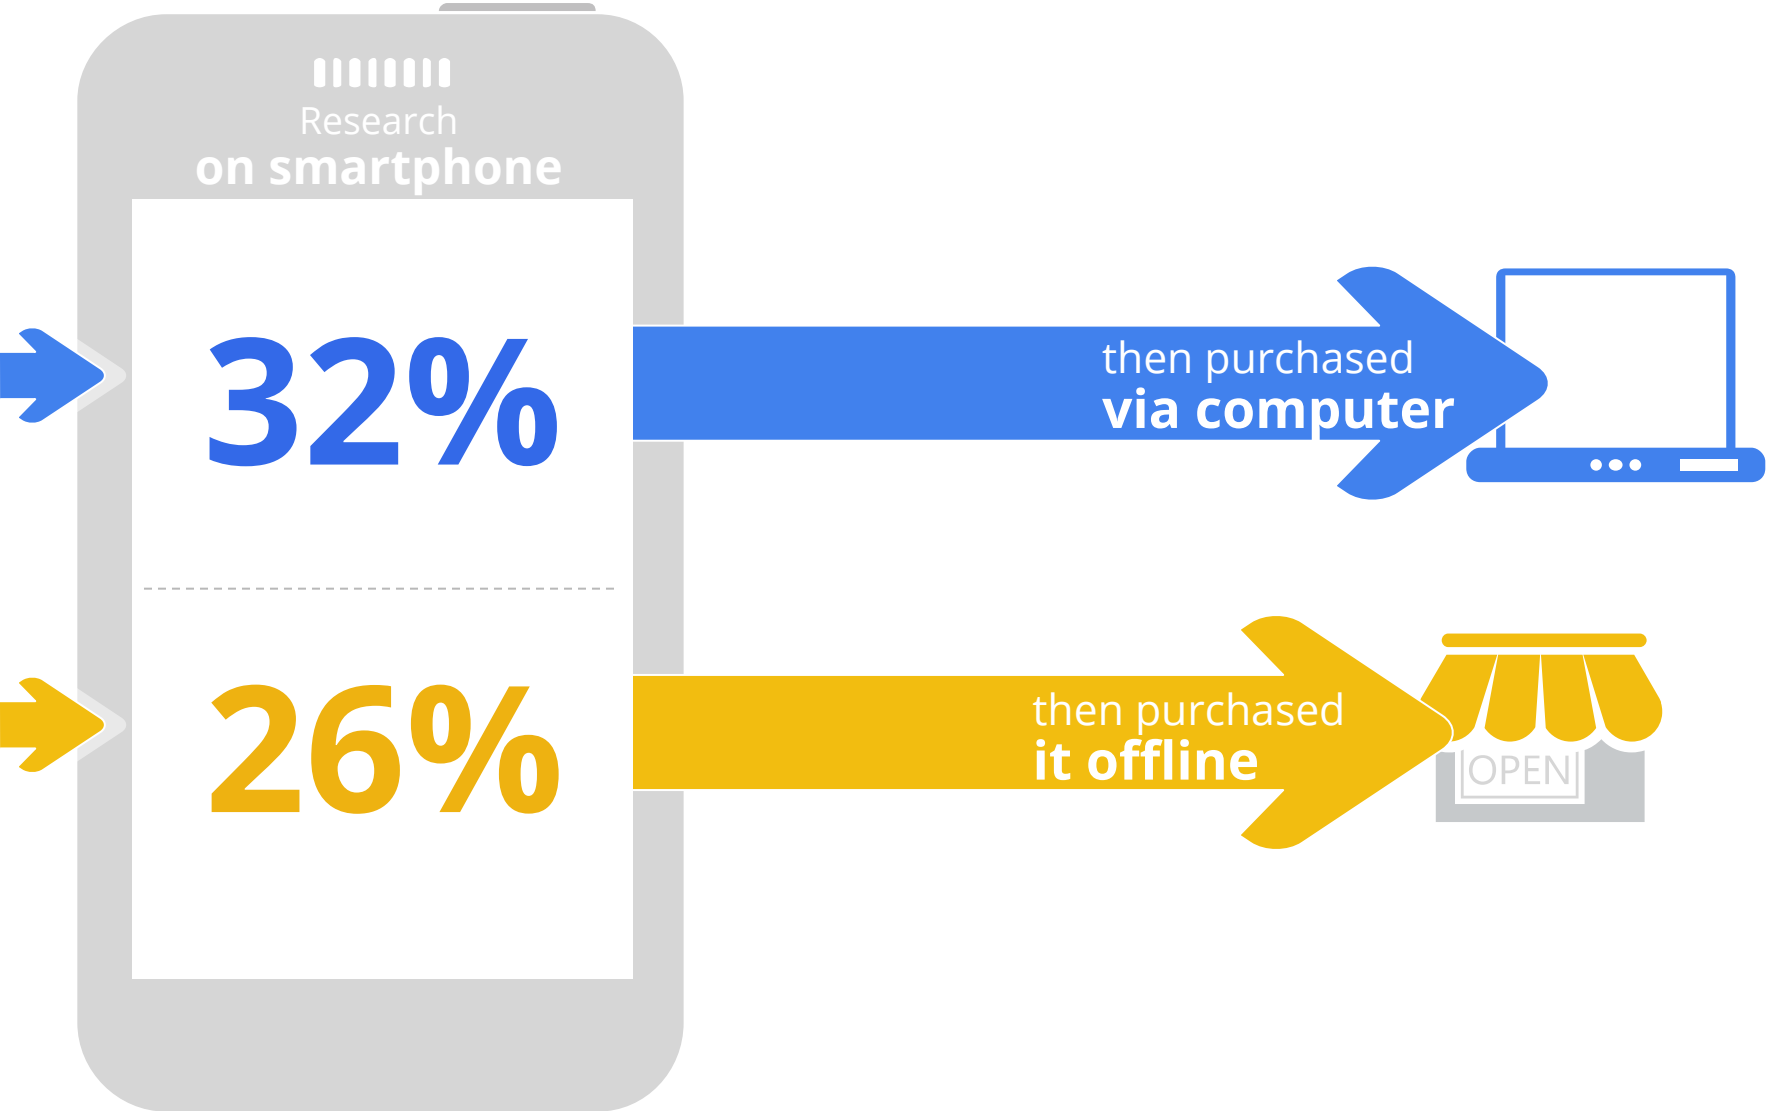 Research
on smartphone
32%
then purchased
via computer
26%
then purchased
it offline
OPEN